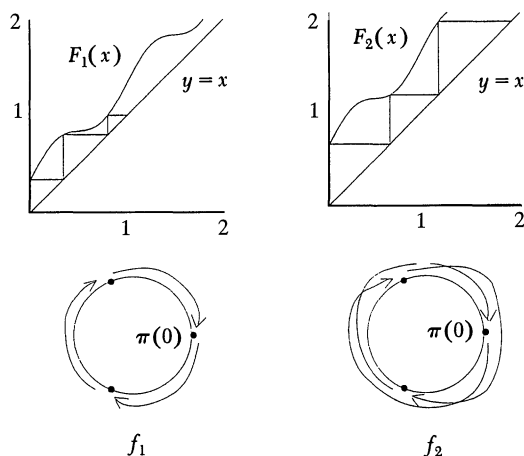 2
F₁(x)
y = x
1
1
2
2
F₂(x)
y = x
1
1
2
π(0)
f₁
π(0)
f₂